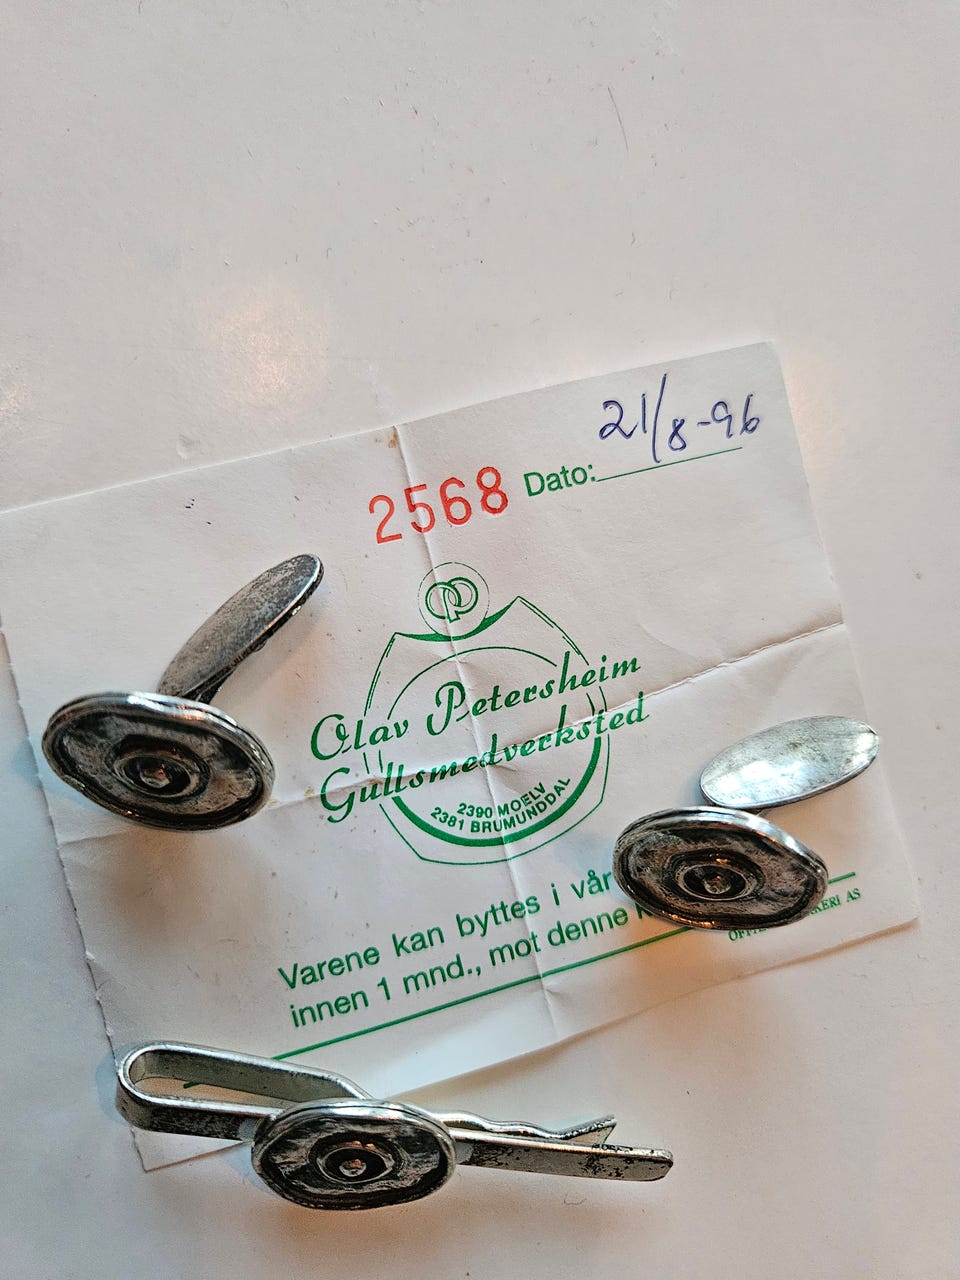 21/8-96
2568 Dato:
Olav Petersheim
Gullsmedverksted
2390 MOELV
2381 BRUMUNDDAL
Varene kan byttes i vår
innen 1 mnd., mot denne
AS